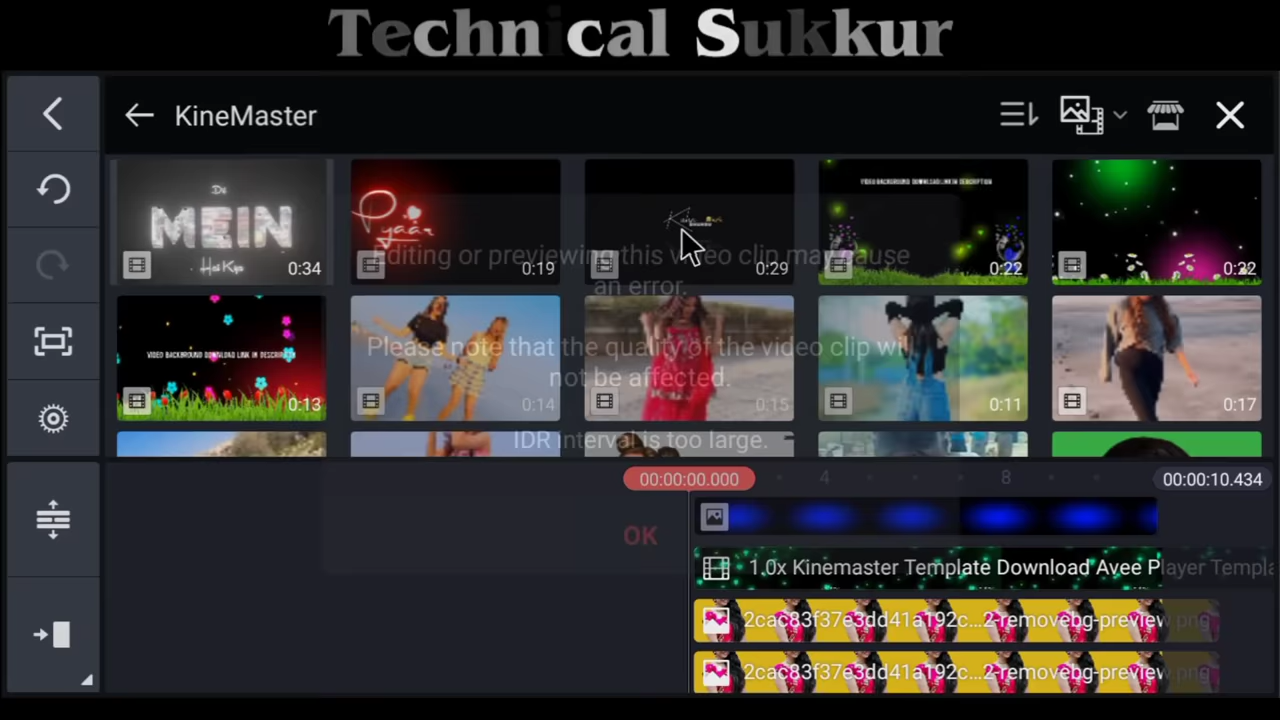 Technical Sukkur
KineMaster
De
MEIN
0:34
Pyaar
0:19
0:29
VIDEO BACKGROUND DOWNLOAD LINK IN DESCRIPTION
0:22
0:22
Editing or previewing this video clip may cause
an error.
VIDEO BACKGROUND DOWNLOAD LINK IN DESCRIPTION
0:13
0:14
0:15
0:11
0:17
Please note that the quality of the video clip will
not be affected.
IDR interval is too large.
OK
00:00:00.000
4
8
00:00:10.434
1.0x Kinemaster Template Download Avee Player Templa
2cac83f37e3dd41a192c...2-removebg-preview.png
2cac83f37e3dd41a192c...2-removebg-preview.png